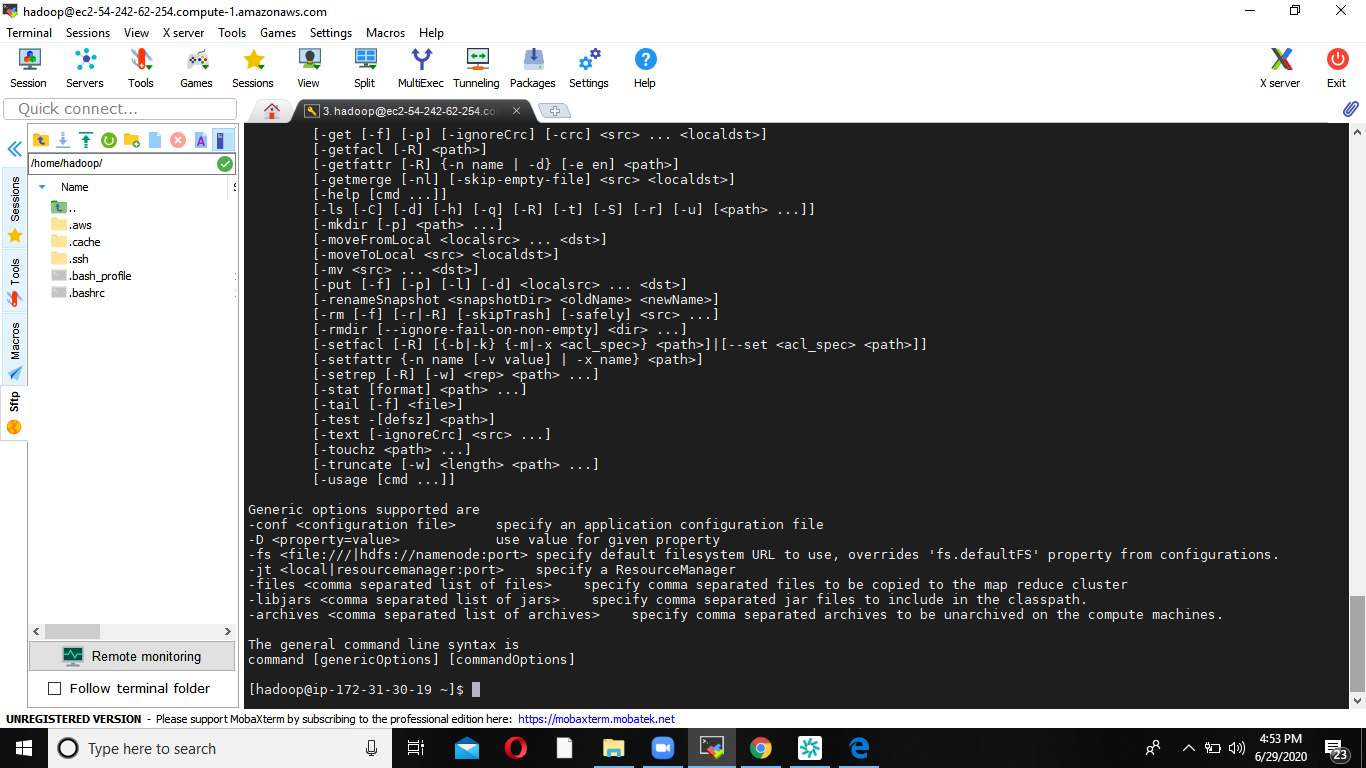 hadoop@ec2-54-242-62-254.compute-1.amazonaws.com
Terminal Sessions View X server Tools Games Settings Macros Help
Session Servers Tools Games Sessions View Split MultiExec Tunneling Packages Settings Help X server Exit
Quick connect...
3. hadoop@ec2-54-242-62-254.co
/home/hadoop/
Name
..
.aws
.cache
.ssh
.bash_profile
.bashrc
Sessions
Tools
Macros
Sftp
Remote monitoring
Follow terminal folder
[-get [-f] [-p] [-ignoreCrc] [-crc] <src> ... <localdst>]
[-getfacl [-R] <path>]
[-getfattr [-R] {-n name | -d} [-e en] <path>]
[-getmerge [-nl] [-skip-empty-file] <src> <localdst>]
[-help [cmd ...]]
[-ls [-C] [-d] [-h] [-q] [-R] [-t] [-S] [-r] [-u] [<path> ...]]
[-mkdir [-p] <path> ...]
[-moveFromLocal <localsrc> ... <dst>]
[-moveToLocal <src> <localdst>]
[-mv <src> ... <dst>]
[-put [-f] [-p] [-l] [-d] <localsrc> ... <dst>]
[-renameSnapshot <snapshotDir> <oldName> <newName>]
[-rm [-f] [-r|-R] [-skipTrash] [-safely] <src> ...]
[-rmdir [--ignore-fail-on-non-empty] <dir> ...]
[-setfacl [-R] [{-b|-k} {-m|-x <acl_spec>} <path>]|[--set <acl_spec> <path>]]
[-setfattr {-n name [-v value] | -x name} <path>]
[-setrep [-R] [-w] <rep> <path> ...]
[-stat [format] <path> ...]
[-tail [-f] <file>]
[-test -[defsz] <path>]
[-text [-ignoreCrc] <src> ...]
[-touchz <path> ...]
[-truncate [-w] <length> <path> ...]
[-usage [cmd ...]]
Generic options supported are
-conf <configuration file>     specify an application configuration file
-D <property=value>            use value for given property
-fs <file:///|hdfs://namenode:port> specify default filesystem URL to use, overrides 'fs.defaultFS' property from configurations.
-jt <local|resourcemanager:port>    specify a ResourceManager
-files <comma separated list of files>    specify comma separated files to be copied to the map reduce cluster
-libjars <comma separated list of jars>    specify comma separated jar files to include in the classpath.
-archives <comma separated list of archives>    specify comma separated archives to be unarchived on the compute machines.
The general command line syntax is
command [genericOptions] [commandOptions]
[hadoop@ip-172-31-30-19 ~]$
UNREGISTERED VERSION - Please support MobaXterm by subscribing to the professional edition here: https://mobaxterm.mobatek.net
Type here to search
4:53 PM
6/29/2020
23